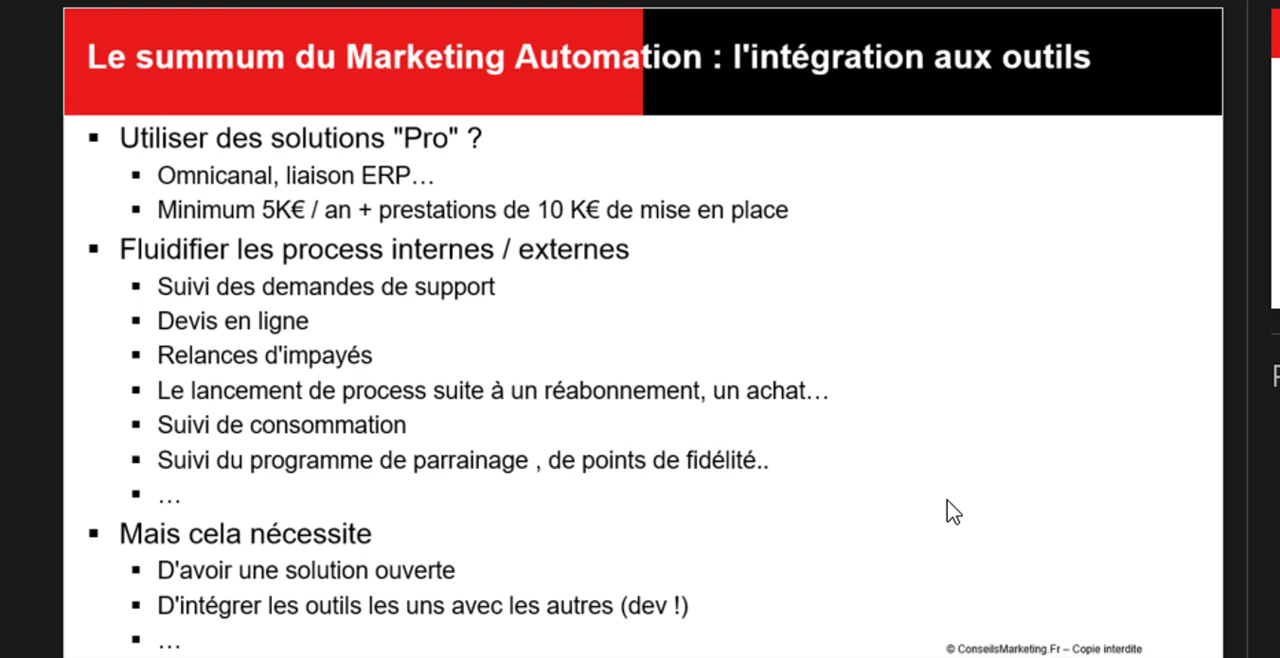 Le summum du Marketing Automation : l'intégration aux outils
Utiliser des solutions "Pro" ?
Omnicanal, liaison ERP…
Minimum 5K€ / an + prestations de 10 K€ de mise en place
Fluidifier les process internes / externes
Suivi des demandes de support
Devis en ligne
Relances d'impayés
Le lancement de process suite à un réabonnement, un achat…
Suivi de consommation
Suivi du programme de parrainage , de points de fidélité..
…
Mais cela nécessite
D'avoir une solution ouverte
D'intégrer les outils les uns avec les autres (dev !)
…
© ConseilsMarketing.Fr – Copie interdite